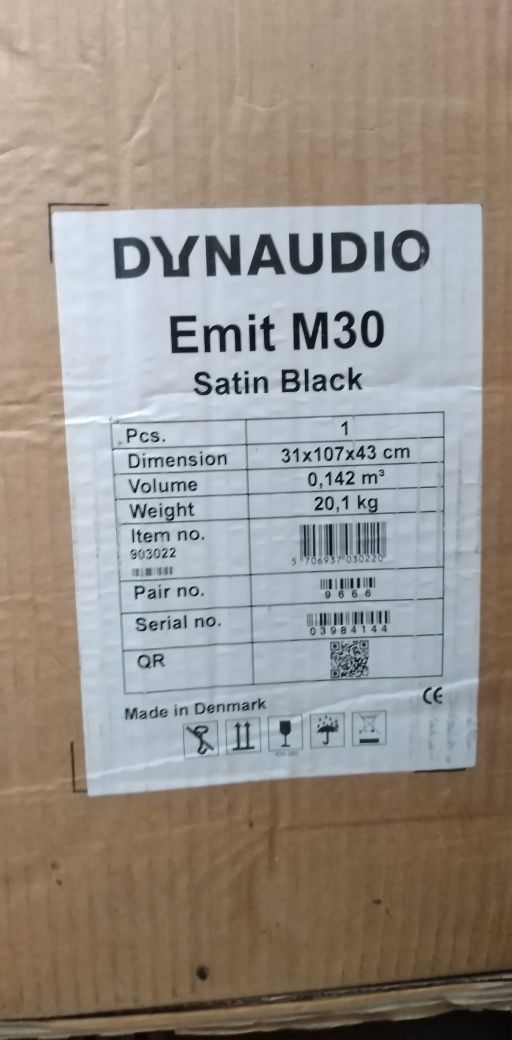 DYNAUDIO
Emit M30
Satin Black
Pcs. 1
Dimension 31x107x43 cm
Volume 0,142 m³
Weight 20,1 kg
Item no.
903022
5 706937 030220
Pair no. 9666
Serial no. 03984144
QR
Made in Denmark CE